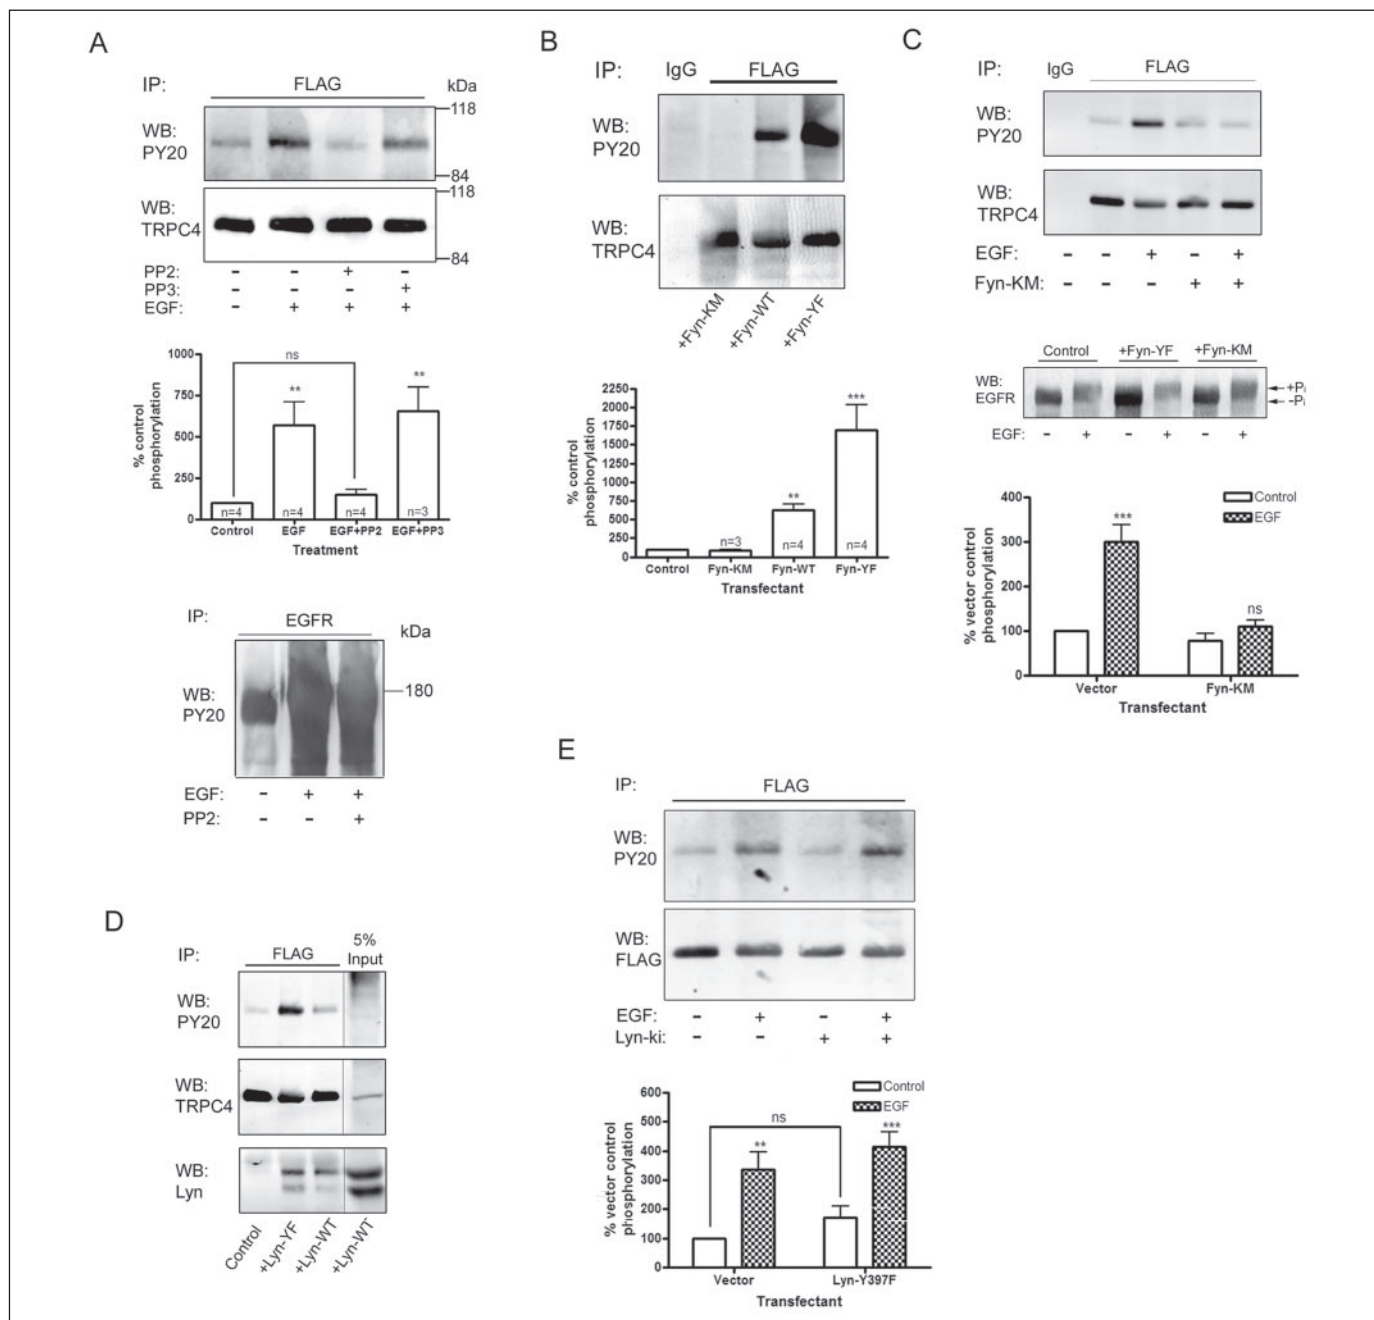 A
IP: FLAG kDa
118
WB:
PY20
84
118
WB:
TRPC4
84
PP2: - - + -
PP3: - - - +
EGF: - + + +
1000
750
500
250
0
% control
phosphorylation
ns
** **
n=4 n=4 n=4 n=3
Control EGF EGF+PP2 EGF+PP3
Treatment
IP: EGFR kDa
WB:
PY20
180
EGF: - + +
PP2: - - +
B
IP: IgG FLAG
WB:
PY20
WB:
TRPC4
+Fyn-KM +Fyn-WT +Fyn-YF
2500
2250
2000
1750
1500
1250
1000
750
500
250
0
% control
phosphorylation
***
**
n=3 n=4 n=4
Control Fyn-KM Fyn-WT Fyn-YF
Transfectant
C
IP: IgG FLAG
WB:
PY20
WB:
TRPC4
EGF: - - + - +
Fyn-KM: - - - + +
Control +Fyn-YF +Fyn-KM
WB:
EGFR
+Pi
-Pi
EGF: - + - + - +
400
300
200
100
0
% vector control
phosphorylation
Control
EGF
***
ns
Vector Fyn-KM
Transfectant
D
IP: FLAG 5%
Input
WB:
PY20
WB:
TRPC4
WB:
Lyn
Control +Lyn-YF +Lyn-WT +Lyn-WT
E
IP: FLAG
WB:
PY20
WB:
FLAG
EGF: - + - +
Lyn-ki: - - + +
600
500
400
300
200
100
0
% vector control
phosphorylation
Control
EGF
ns
** ***
Vector Lyn-Y397F
Transfectant